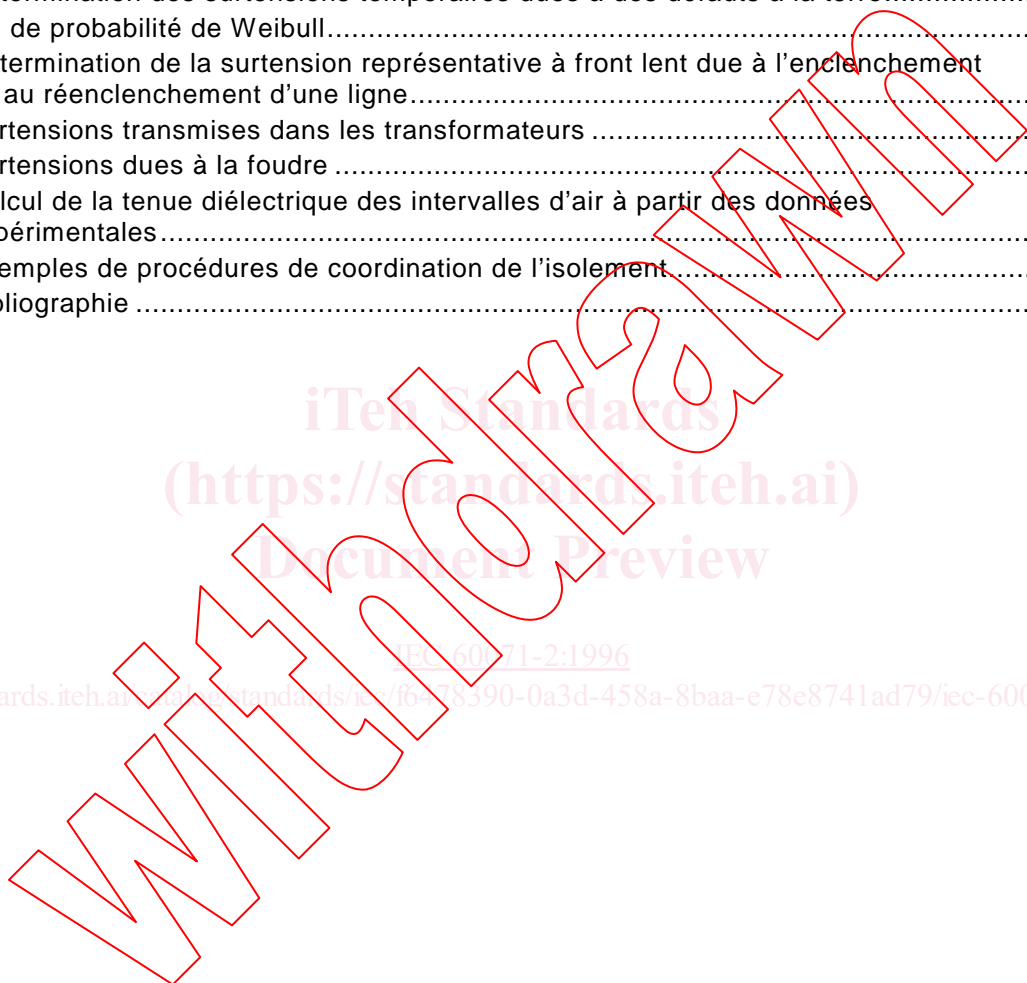 de probabilité de Weibull
termination de la surtension représentative à front lent due à l'enclenchement
au réenclenchement d'une ligne
rtensions transmises dans les transformateurs
rtensions dues à la foudre
lcul de la tenue diélectrique des intervalles d'air à partir des données
périmentales
emples de procédures de coordination de l'isolement
bliographie
iTeh Standards
(https://standards.iteh.ai)
Document Preview
IEC 60071-2:1996
ards.iteh.ai/catalog/standards/iec/f6478390-0a3d-458a-8baa-e78e8741ad79/iec-600
withdrawn